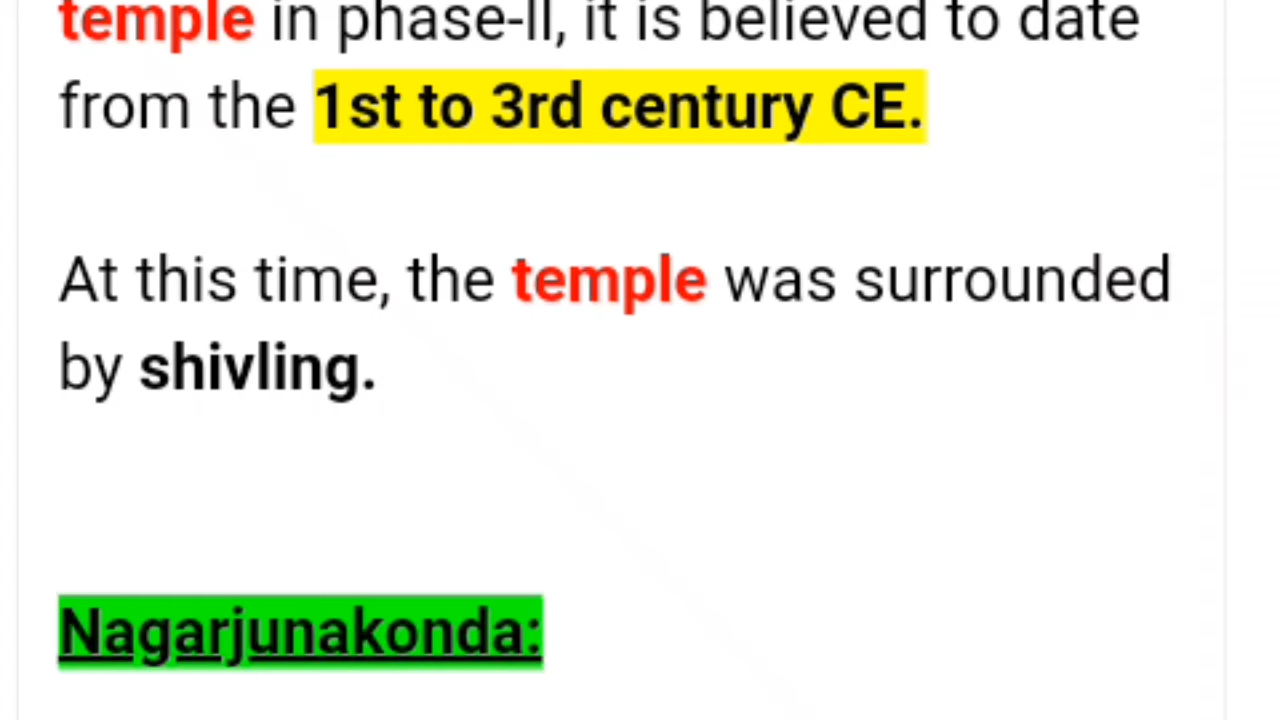 temple in phase-II, it is believed to date
from the 1st to 3rd century CE.
At this time, the temple was surrounded
by shivling.
Nagarjunakonda: